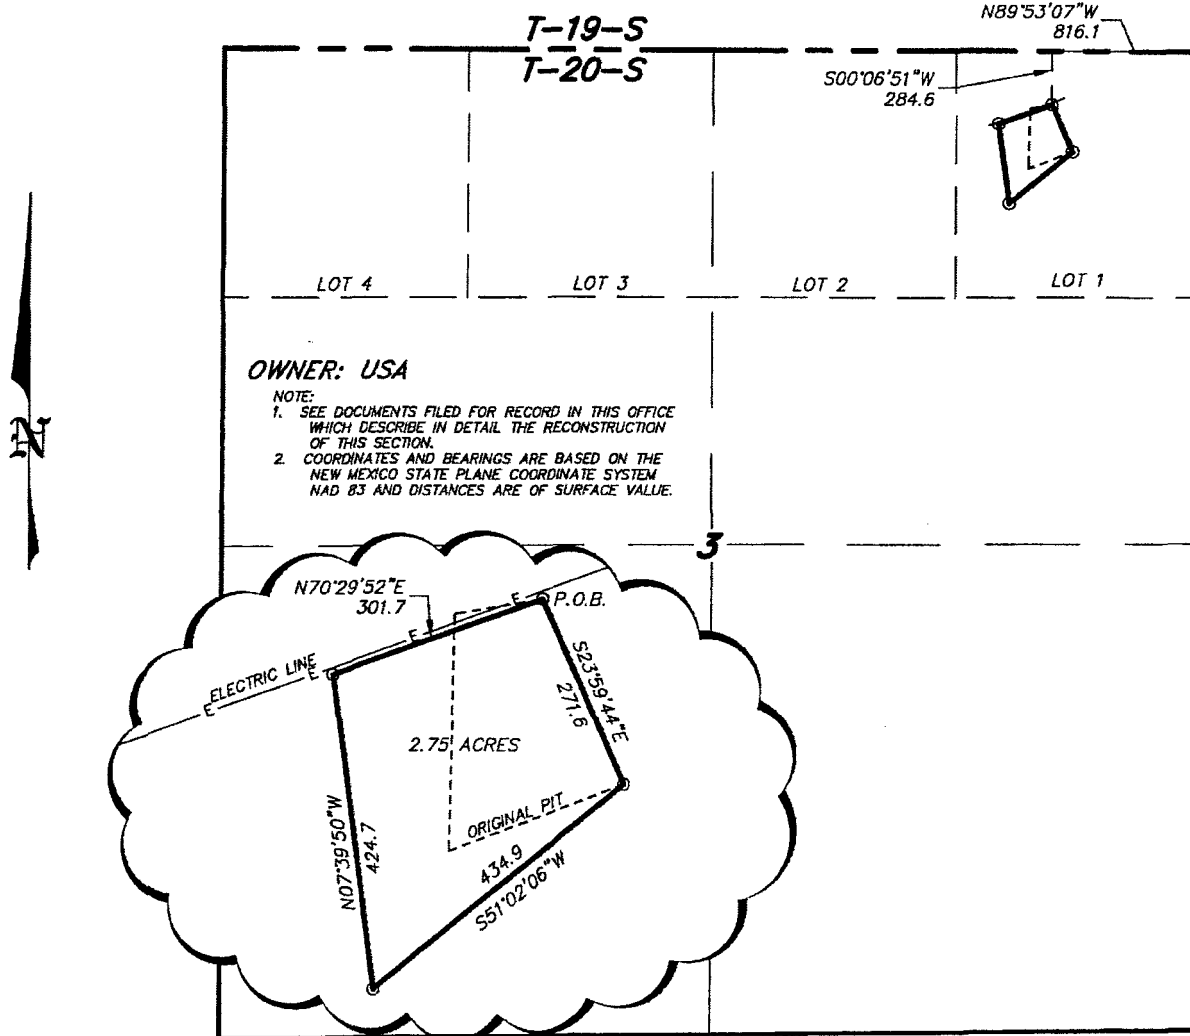 T-19-S
T-20-S
N89°53'07"W
816.1
S00°06'51"W
284.6
LOT 4
LOT 3
LOT 2
LOT 1
N
OWNER: USA
NOTE:
1. SEE DOCUMENTS FILED FOR RECORD IN THIS OFFICE
WHICH DESCRIBE IN DETAIL THE RECONSTRUCTION
OF THIS SECTION.
2. COORDINATES AND BEARINGS ARE BASED ON THE
NEW MEXICO STATE PLANE COORDINATE SYSTEM
NAD 83 AND DISTANCES ARE OF SURFACE VALUE.
3
N70°29'52"E
301.7
E
P.O.B.
E
ELECTRIC LINE
E
E
S23°59'44"E
271.6
2.75 ACRES
ORIGINAL PIT
N07°39'50"W
424.7
434.9
S51°02'06"W